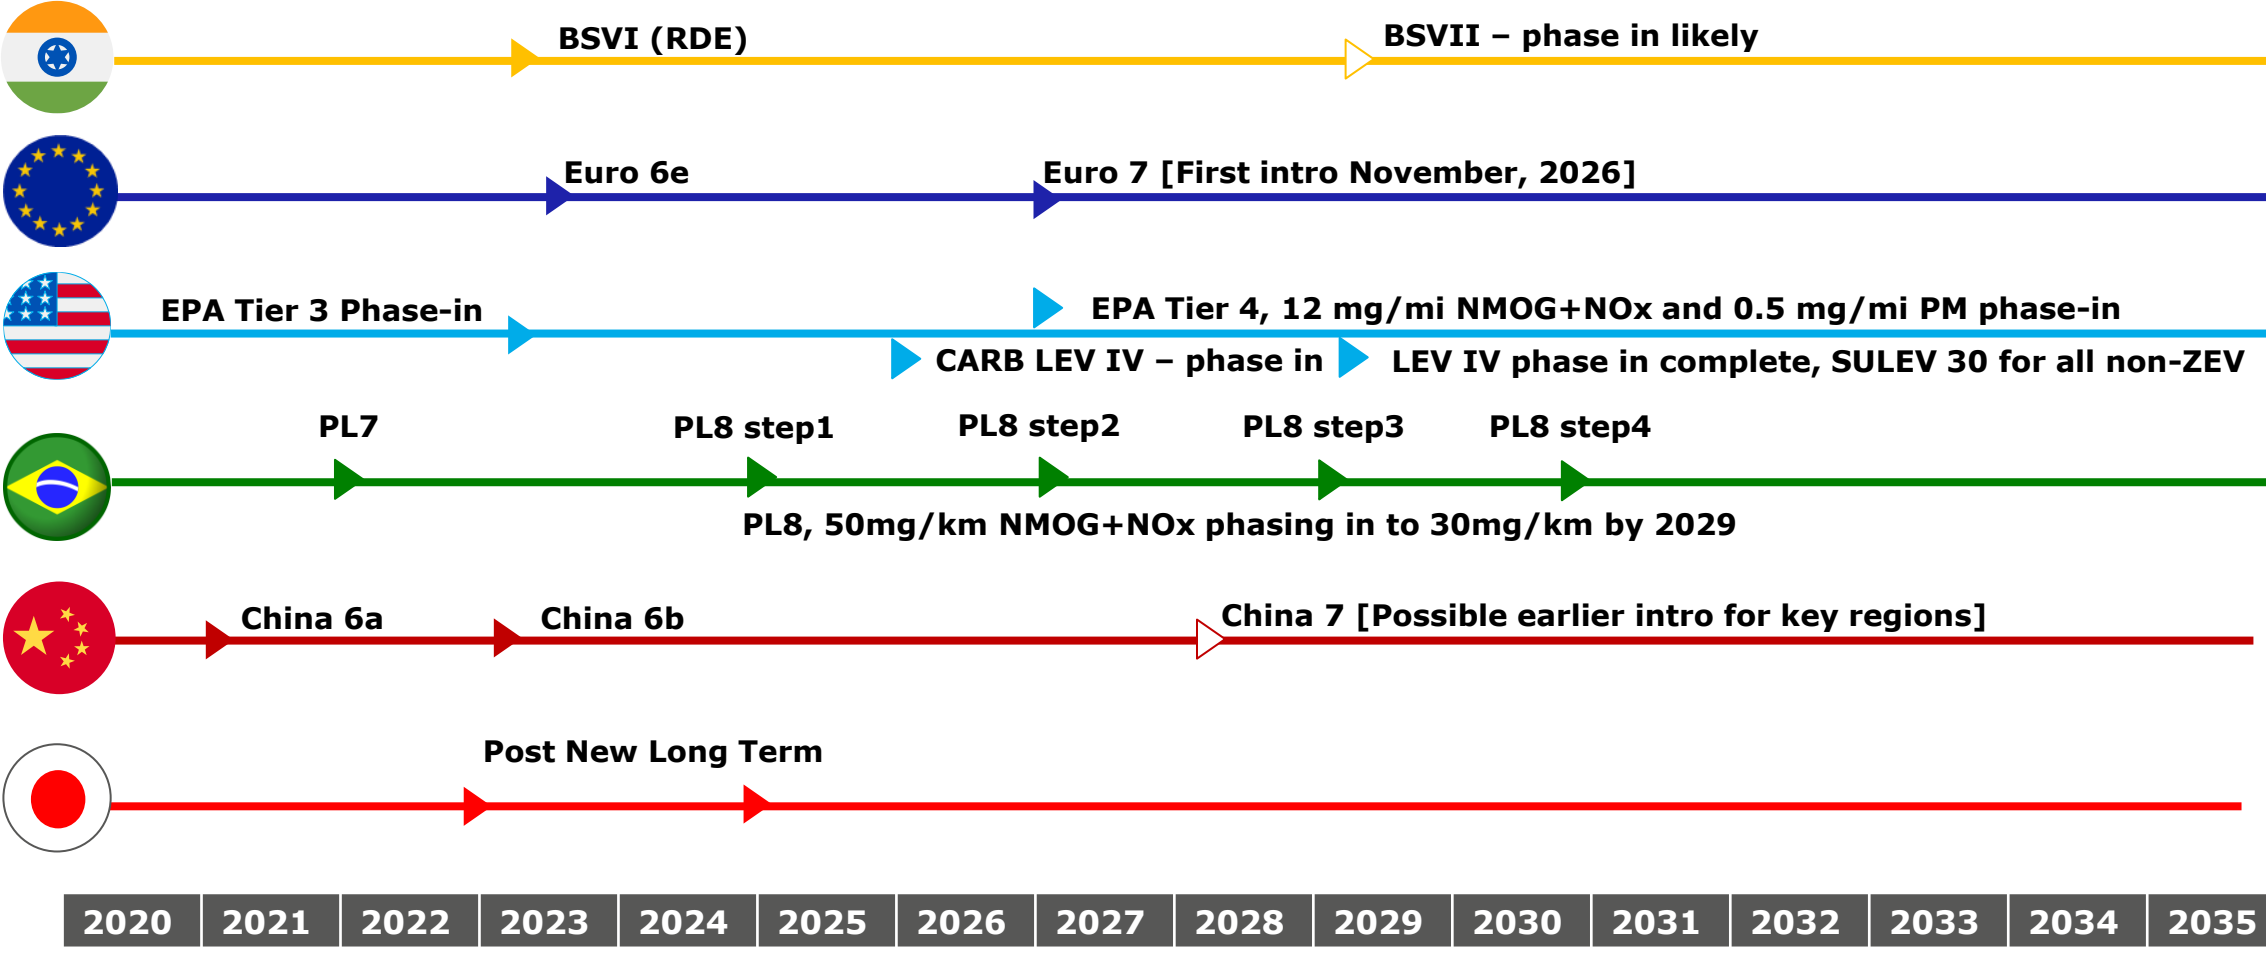 BSVI (RDE)
BSVII – phase in likely
Euro 6e
Euro 7 [First intro November, 2026]
EPA Tier 3 Phase-in
EPA Tier 4, 12 mg/mi NMOG+NOx and 0.5 mg/mi PM phase-in
CARB LEV IV – phase in
LEV IV phase in complete, SULEV 30 for all non-ZEV
PL7
PL8 step1
PL8 step2
PL8 step3
PL8 step4
PL8, 50mg/km NMOG+NOx phasing in to 30mg/km by 2029
China 6a
China 6b
China 7 [Possible earlier intro for key regions]
Post New Long Term
2020 2021 2022 2023 2024 2025 2026 2027 2028 2029 2030 2031 2032 2033 2034 2035